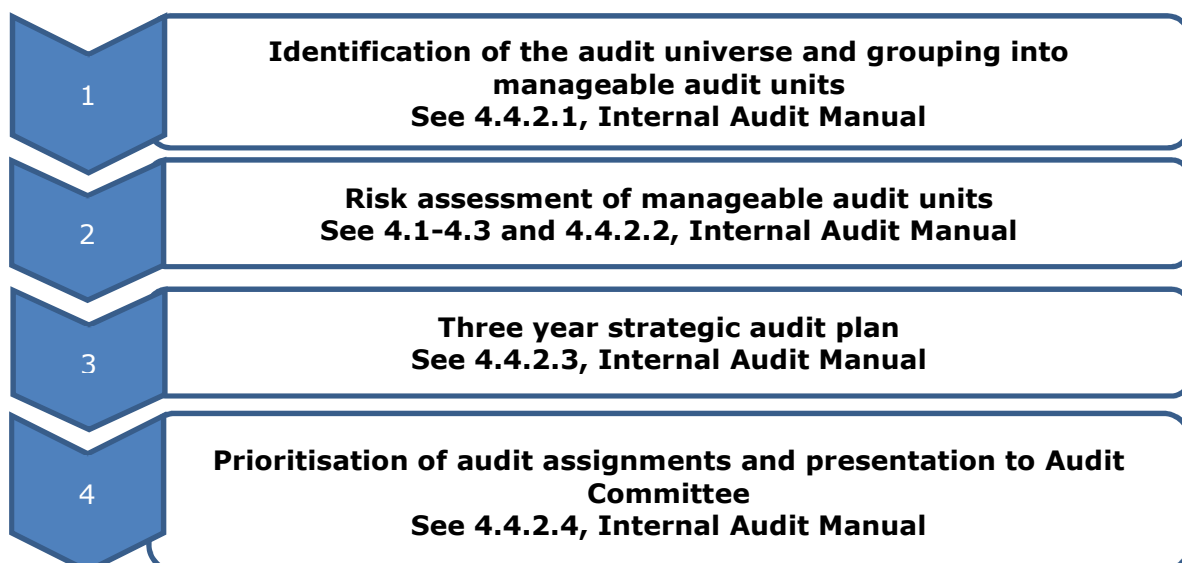 1
Identification of the audit universe and grouping into
manageable audit units
See 4.4.2.1, Internal Audit Manual
2
Risk assessment of manageable audit units
See 4.1-4.3 and 4.4.2.2, Internal Audit Manual
3
Three year strategic audit plan
See 4.4.2.3, Internal Audit Manual
4
Prioritisation of audit assignments and presentation to Audit
Committee
See 4.4.2.4, Internal Audit Manual